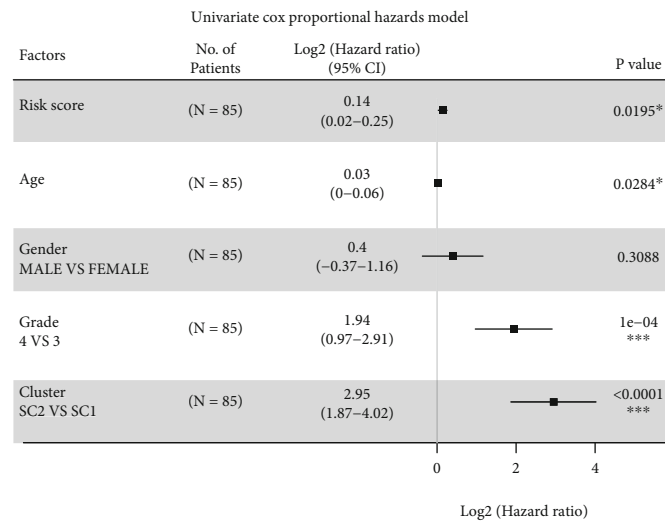 Univariate cox proportional hazards model
Factors
No. of
Patients
Log2 (Hazard ratio)
(95% CI)
P value
Risk score
(N = 85)
0.14
(0.02−0.25)
0.0195*
Age
(N = 85)
0.03
(0−0.06)
0.0284*
Gender
MALE VS FEMALE
(N = 85)
0.4
(−0.37−1.16)
0.3088
Grade
4 VS 3
(N = 85)
1.94
(0.97−2.91)
1e−04
***
Cluster
SC2 VS SC1
(N = 85)
2.95
(1.87−4.02)
<0.0001
***
0 2 4
Log2 (Hazard ratio)